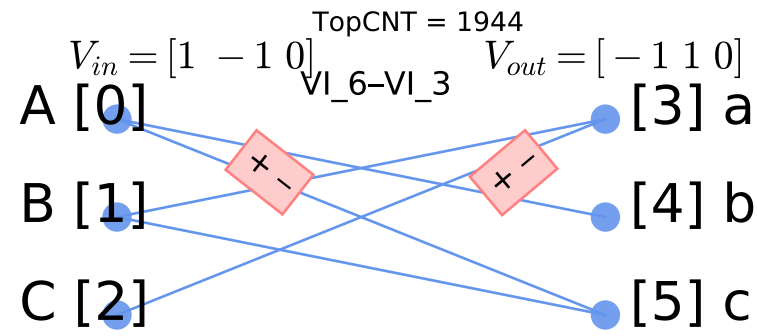 TopCNT = 1944
V_in = [1 −1 0] V_out = [−1 1 0]
VI_6–VI_3
A [0] [3] a
+ − + −
B [1] [4] b
C [2] [5] c